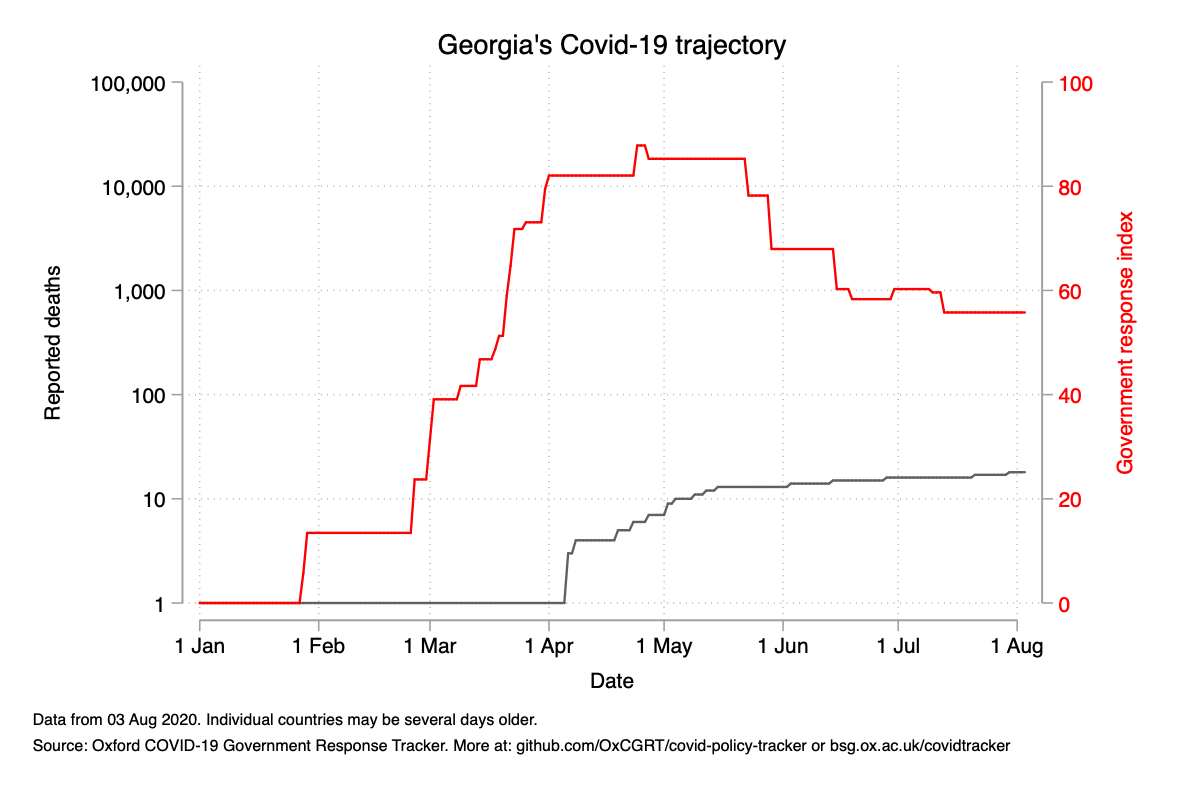 Georgia's Covid-19 trajectory
100,000
10,000
1,000
100
10
1
Reported deaths
100
80
60
40
20
0
Government response index
1 Jan 1 Feb 1 Mar 1 Apr 1 May 1 Jun 1 Jul 1 Aug
Date
Data from 03 Aug 2020. Individual countries may be several days older.
Source: Oxford COVID-19 Government Response Tracker. More at: github.com/OxCGRT/covid-policy-tracker or bsg.ox.ac.uk/covidtracker